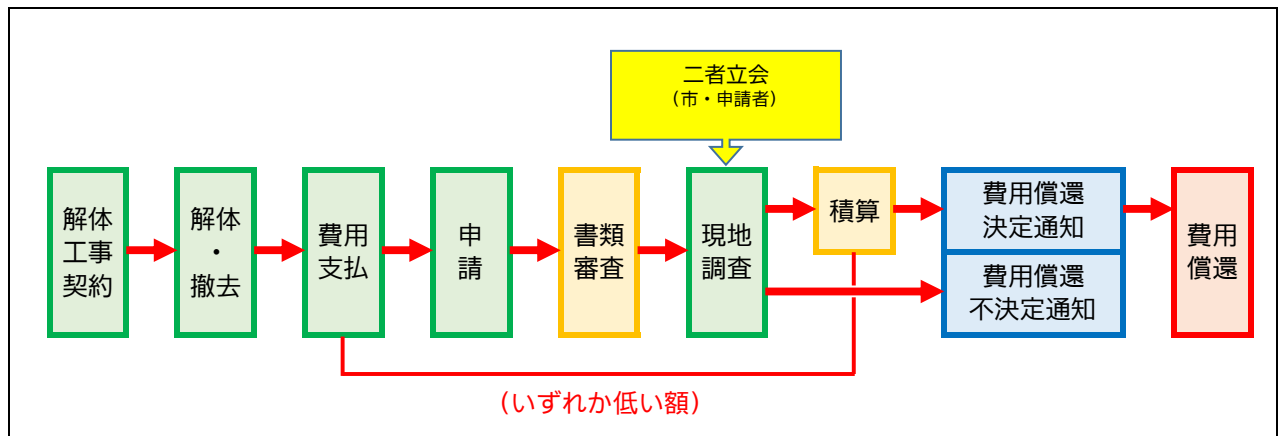 二者立会
(市・申請者)
解体
工事
契約
解体
・
撤去
費用
支払
申
請
書類
審査
現地
調査
積算
費用償還
決定通知
費用償還
不決定通知
費用
償還
(いずれか低い額)